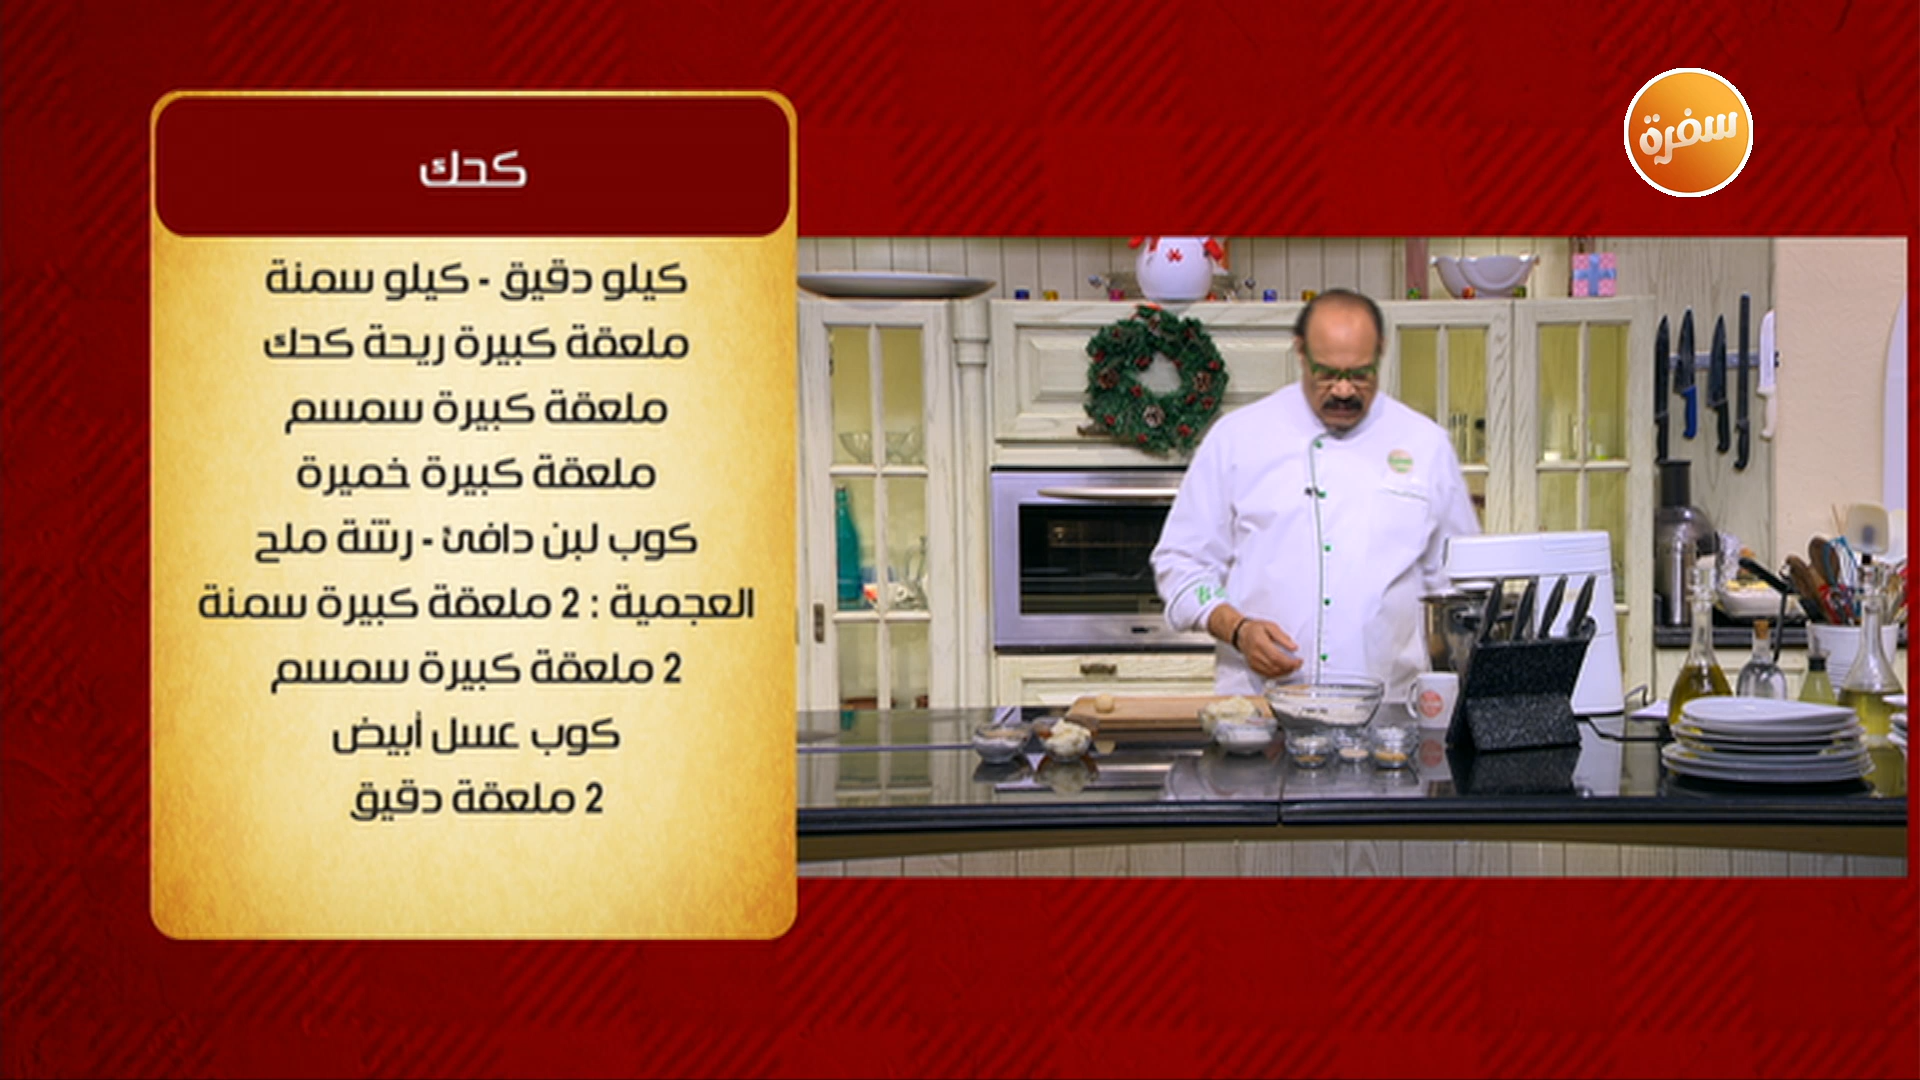 سفرة
كحك
كيلو دقيق - كيلو سمنة
ملعقة كبيرة ريحة كحك
ملعقة كبيرة سمسم
ملعقة كبيرة خميرة
كوب لبن دافئ - رشة ملح
العجمية : 2 ملعقة كبيرة سمنة
2 ملعقة كبيرة سمسم
كوب عسل أبيض
2 ملعقة دقيق